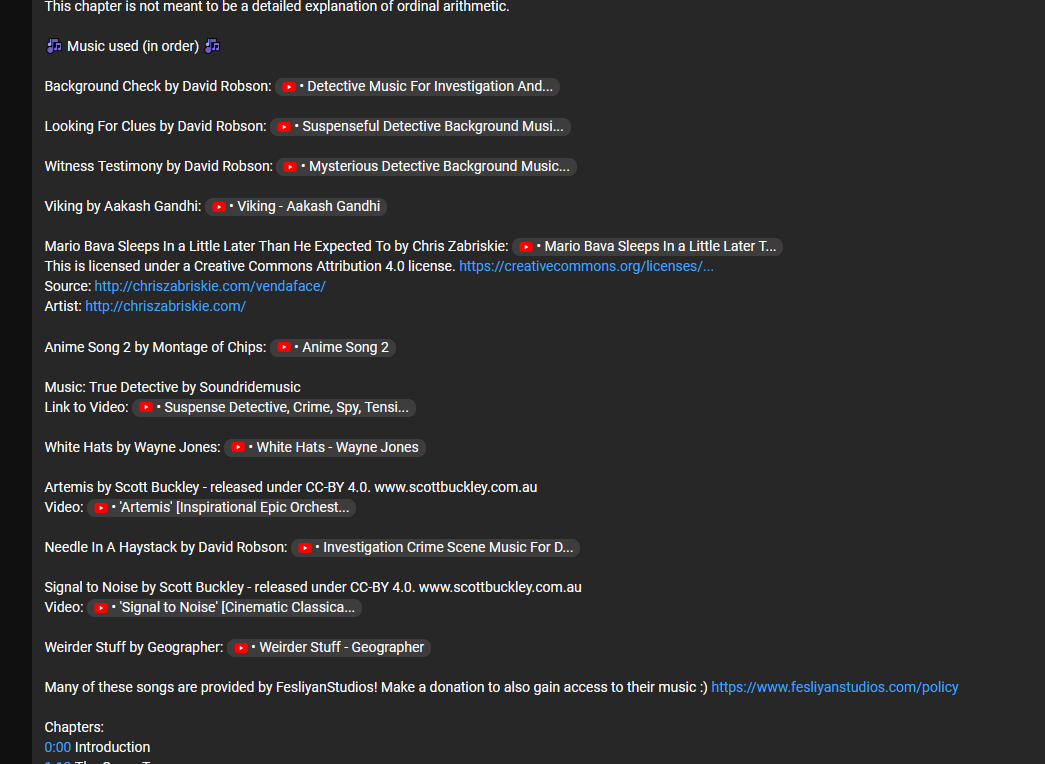 This chapter is not meant to be a detailed explanation of ordinal arithmetic.
🎶 Music used (in order) 🎶
Background Check by David Robson: • Detective Music For Investigation And...
Looking For Clues by David Robson: • Suspenseful Detective Background Musi...
Witness Testimony by David Robson: • Mysterious Detective Background Music...
Viking by Aakash Gandhi: • Viking - Aakash Gandhi
Mario Bava Sleeps In a Little Later Than He Expected To by Chris Zabriskie: • Mario Bava Sleeps In a Little Later T...
This is licensed under a Creative Commons Attribution 4.0 license. https://creativecommons.org/licenses/...
Source: http://chriszabriskie.com/vendaface/
Artist: http://chriszabriskie.com/
Anime Song 2 by Montage of Chips: • Anime Song 2
Music: True Detective by Soundridemusic
Link to Video: • Suspense Detective, Crime, Spy, Tensi...
White Hats by Wayne Jones: • White Hats - Wayne Jones
Artemis by Scott Buckley - released under CC-BY 4.0. www.scottbuckley.com.au
Video: • 'Artemis' [Inspirational Epic Orchest...
Needle In A Haystack by David Robson: • Investigation Crime Scene Music For D...
Signal to Noise by Scott Buckley - released under CC-BY 4.0. www.scottbuckley.com.au
Video: • 'Signal to Noise' [Cinematic Classica...
Weirder Stuff by Geographer: • Weirder Stuff - Geographer
Many of these songs are provided by FesliyanStudios! Make a donation to also gain access to their music :) https://www.fesliyanstudios.com/policy
Chapters:
0:00 Introduction